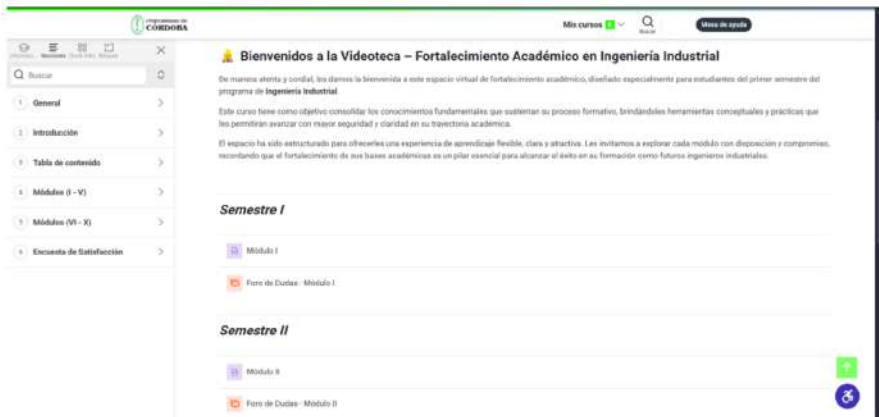 CÓRDOBA
Mis cursos
Buscar
Mesa de ayuda
Buscar
1 General
2 Introducción
3 Tabla de contenido
4 Módulos (I - V)
5 Módulos (VI - X)
6 Encuesta de Satisfacción
Bienvenidos a la Videoteca – Fortalecimiento Académico en Ingeniería Industrial
De manera atenta y cordial, les damos la bienvenida a este espacio virtual de fortalecimiento académico, diseñado especialmente para estudiantes del primer semestre del
programa de Ingeniería Industrial.
Este curso tiene como objetivo consolidar los conocimientos fundamentales que sustentan su proceso formativo, brindándoles herramientas conceptuales y prácticas que
les permitirán avanzar con mayor seguridad y claridad en su trayectoria académica.
El espacio ha sido estructurado para ofrecerles una experiencia de aprendizaje flexible, clara y atractiva. Les invitamos a explorar cada módulo con disposición y compromiso,
recordando que el fortalecimiento de sus bases académicas es un pilar esencial para alcanzar el éxito en su formación como futuros ingenieros industriales.
Semestre I
Módulo I
Foro de Dudas - Módulo I
Semestre II
Módulo II
Foro de Dudas - Módulo II